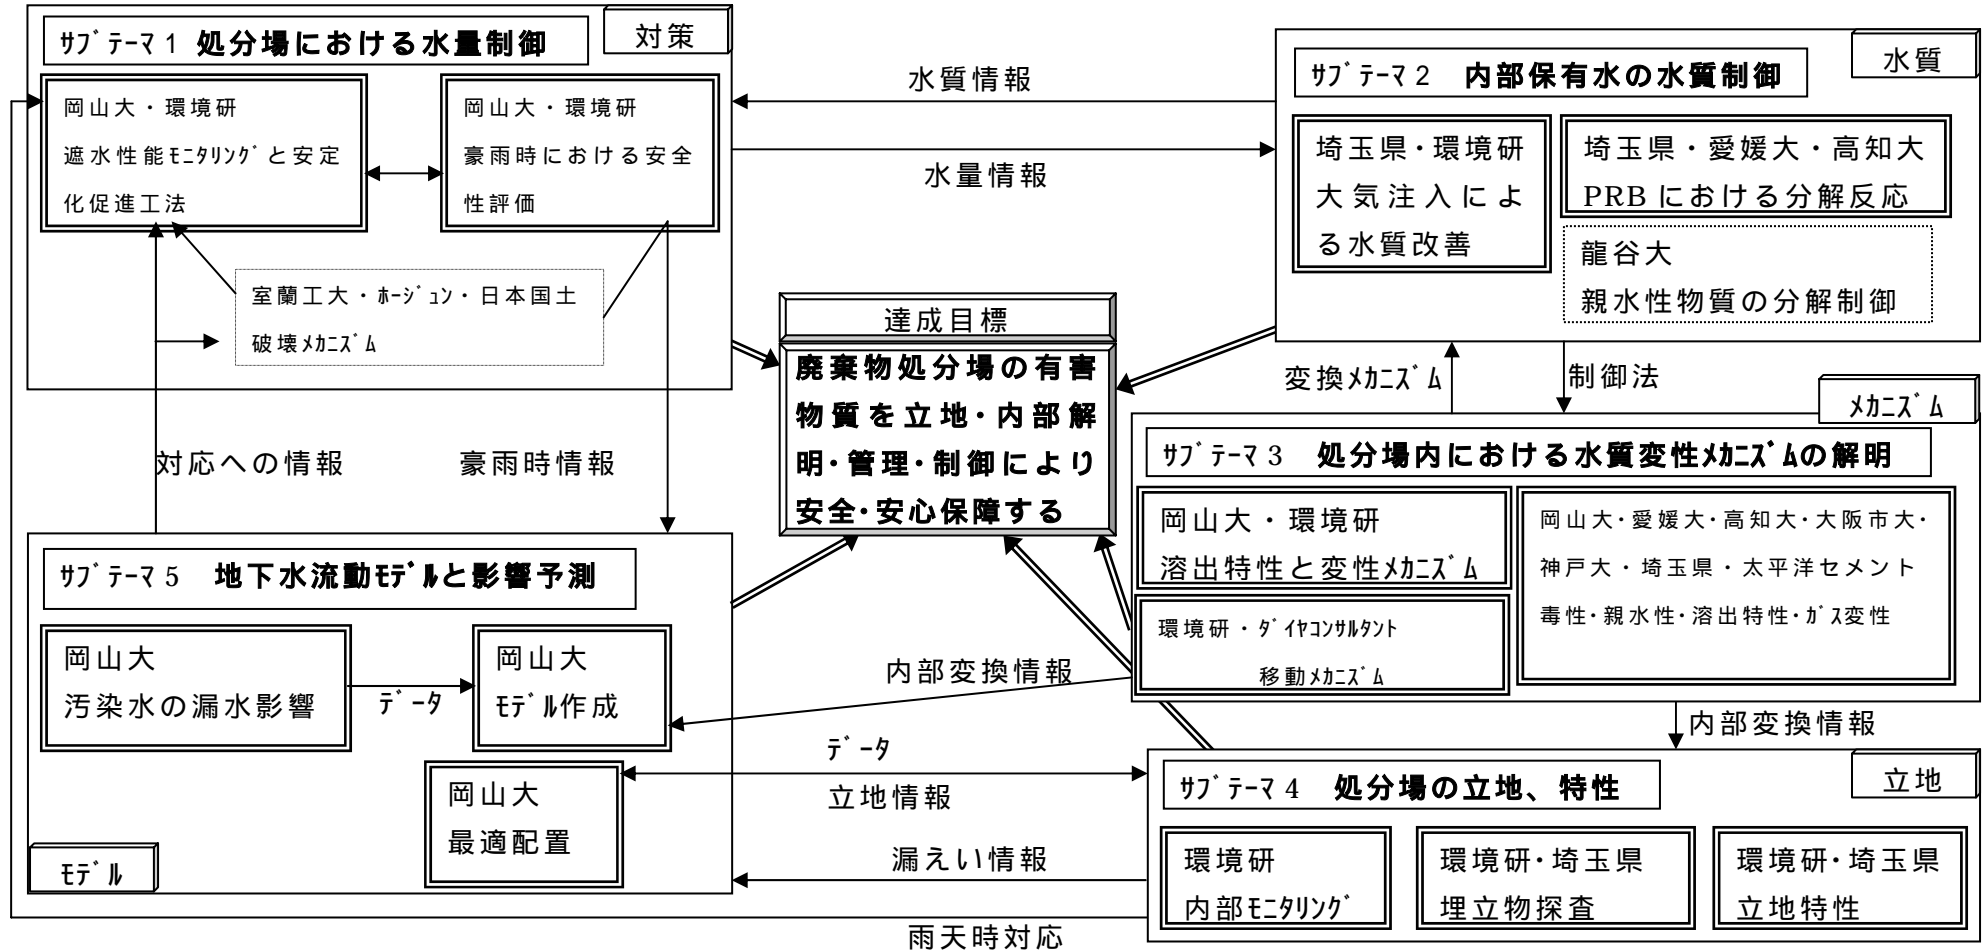 対策
ｻﾌﾞﾃｰﾏ1 処分場における水量制御
岡山大・環境研
遮水性能ﾓﾆﾀﾘﾝｸﾞと安定
化促進工法
岡山大・環境研
豪雨時における安全
性評価
室蘭工大・ﾎｰｼﾞｭﾝ・日本国土
破壊ﾒｶﾆｽﾞﾑ
水質情報
水量情報
水質
ｻﾌﾞﾃｰﾏ2 内部保有水の水質制御
埼玉県・環境研
大気注入によ
る水質改善
埼玉県・愛媛大・高知大
PRBにおける分解反応
龍谷大
親水性物質の分解制御
達成目標
廃棄物処分場の有害
物質を立地・内部解
明・管理・制御により
安全・安心保障する
変換ﾒｶﾆｽﾞﾑ
制御法
対応への情報
豪雨時情報
ﾒｶﾆｽﾞﾑ
ｻﾌﾞﾃｰﾏ3 処分場内における水質変性ﾒｶﾆｽﾞﾑの解明
岡山大・環境研
溶出特性と変性ﾒｶﾆｽﾞﾑ
環境研・ﾀﾞｲﾔｺﾝｻﾙﾀﾝﾄ
移動ﾒｶﾆｽﾞﾑ
岡山大・愛媛大・高知大・大阪市大・
神戸大・埼玉県・太平洋セメント
毒性・親水性・溶出特性・ｶﾞｽ変性
ｻﾌﾞﾃｰﾏ5 地下水流動ﾓﾃﾞﾙと影響予測
岡山大
汚染水の漏水影響
ﾃﾞｰﾀ
岡山大
ﾓﾃﾞﾙ作成
岡山大
最適配置
ﾓﾃﾞﾙ
内部変換情報
内部変換情報
ﾃﾞｰﾀ
立地情報
漏えい情報
雨天時対応
立地
ｻﾌﾞﾃｰﾏ4 処分場の立地、特性
環境研
内部ﾓﾆﾀﾘﾝｸﾞ
環境研・埼玉県
埋立物探査
環境研・埼玉県
立地特性